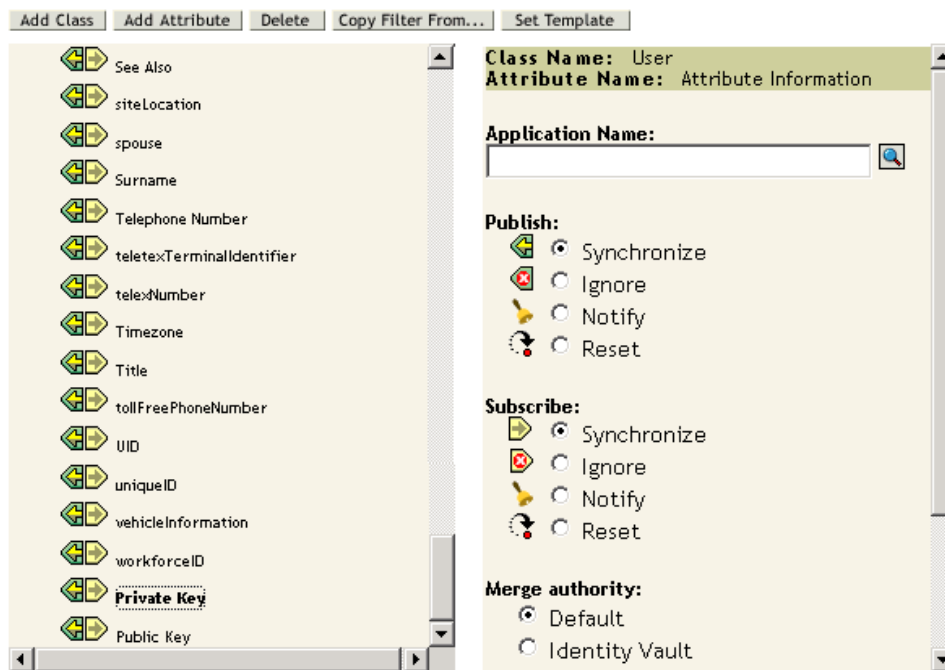 Add Class Add Attribute Delete Copy Filter From... Set Template
See Also
siteLocation
spouse
Surname
Telephone Number
teletexTerminalIdentifier
telexNumber
Timezone
Title
tollFreePhoneNumber
UID
uniqueID
vehicleInformation
workforceID
Private Key
Public Key
Class Name: User
Attribute Name: Attribute Information
Application Name:
Publish:
Synchronize
Ignore
Notify
Reset
Subscribe:
Synchronize
Ignore
Notify
Reset
Merge authority:
Default
Identity Vault